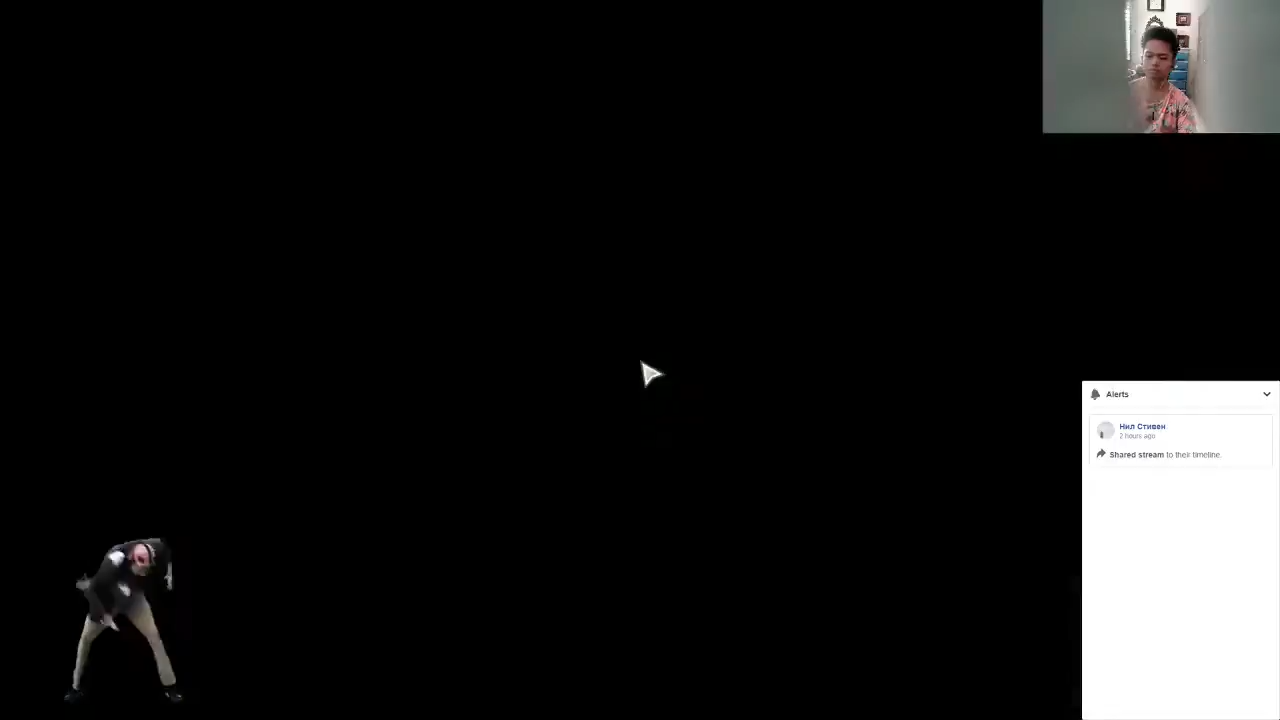 Alerts
Нил Стивен
2 hours ago
Shared stream to their timeline.